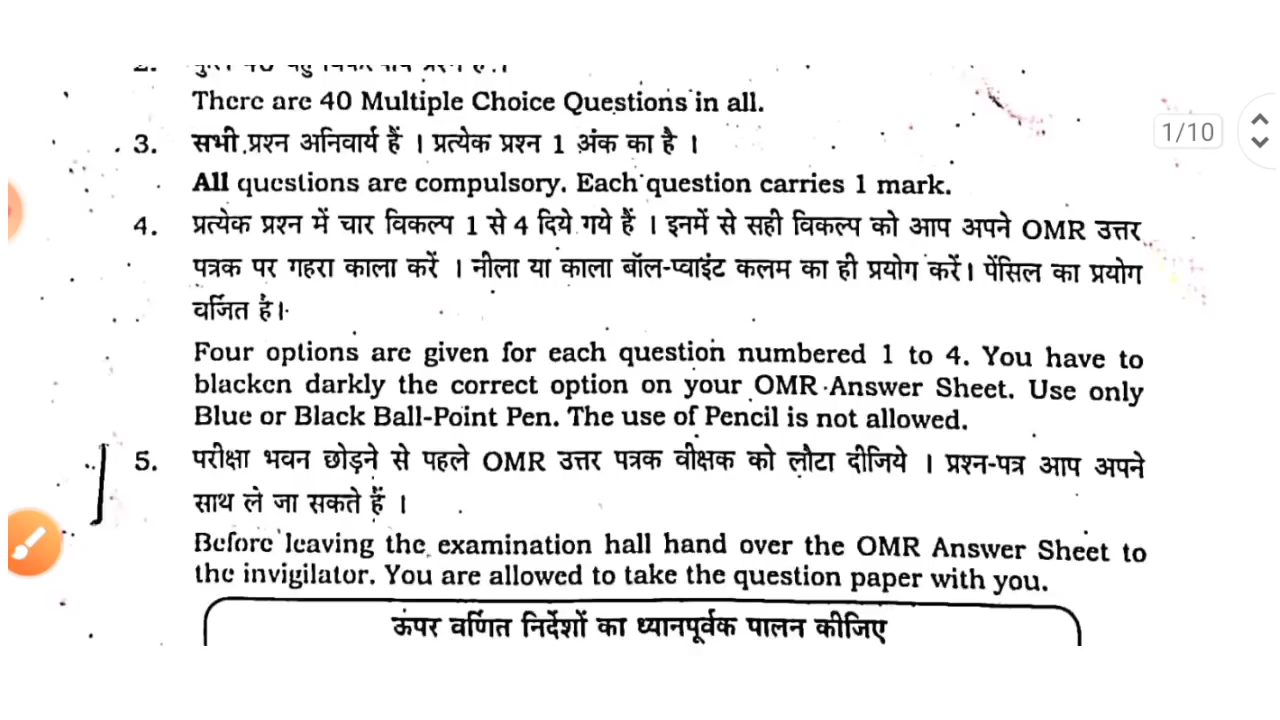 2.
There are 40 Multiple Choice Questions in all.
3. सभी प्रश्न अनिवार्य हैं । प्रत्येक प्रश्न 1 अंक का है ।
1/10
All questions are compulsory. Each question carries 1 mark.
4. प्रत्येक प्रश्न में चार विकल्प 1 से 4 दिये गये हैं । इनमें से सही विकल्प को आप अपने OMR उत्तर
पत्रक पर गहरा काला करें । नीला या काला बॉल-प्वाइंट कलम का ही प्रयोग करें। पेंसिल का प्रयोग
वर्जित है।
Four options are given for each question numbered 1 to 4. You have to
blacken darkly the correct option on your OMR Answer Sheet. Use only
Blue or Black Ball-Point Pen. The use of Pencil is not allowed.
5. परीक्षा भवन छोड़ने से पहले OMR उत्तर पत्रक वीक्षक को लौटा दीजिये । प्रश्न-पत्र आप अपने
साथ ले जा सकते हैं ।
Before leaving the examination hall hand over the OMR Answer Sheet to
the invigilator. You are allowed to take the question paper with you.
ऊपर वर्णित निर्देशों का ध्यानपूर्वक पालन कीजिए